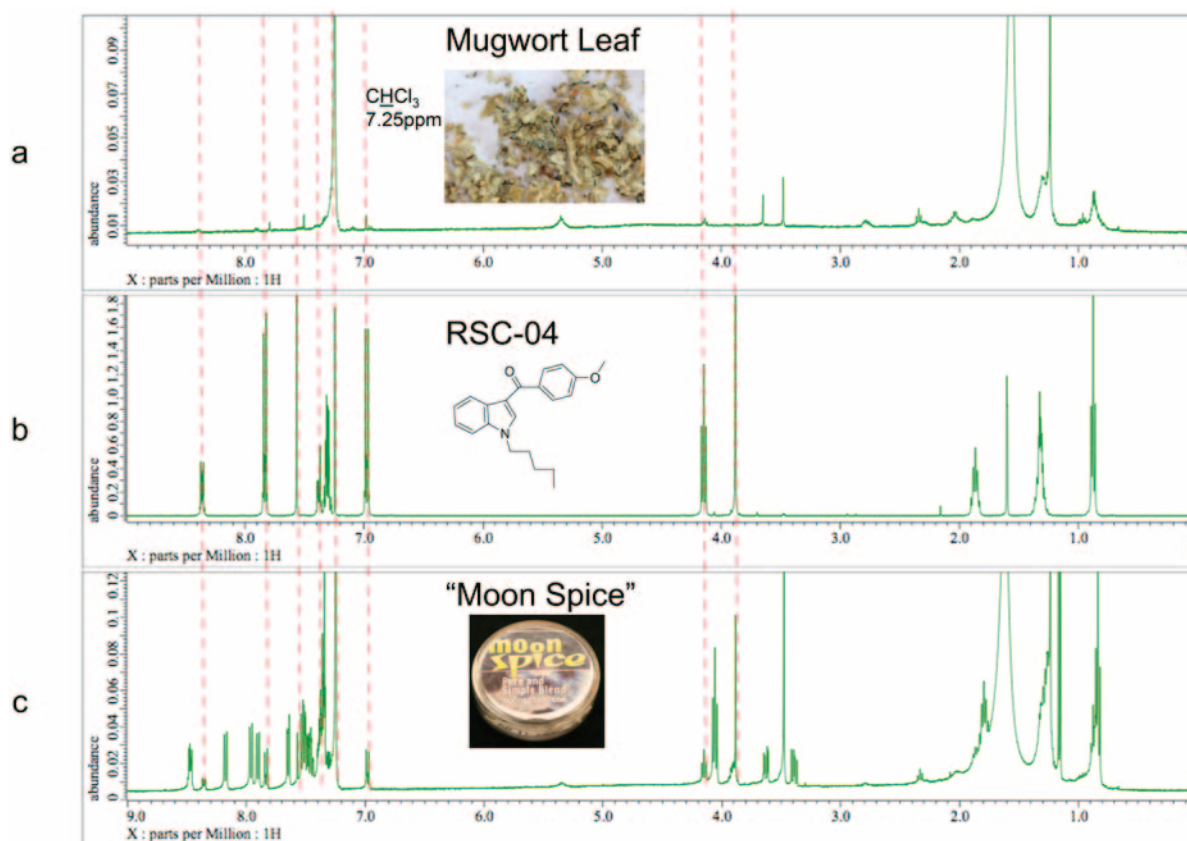 a
Mugwort Leaf
CHCl3
7.25ppm
abundance
0.01 0.03 0.05 0.07 0.09
8.0 7.0 6.0 5.0 4.0 3.0 2.0 1.0
X : parts per Million : 1H
b
RSC-04
O
O
N
abundance
0 0.2 0.4 0.6 0.8 1.0 1.2 1.4 1.6 1.8
8.0 7.0 6.0 5.0 4.0 3.0 2.0 1.0
X : parts per Million : 1H
c
“Moon Spice”
moon
spice
Pure and
Simple Blend
abundance
0 0.02 0.04 0.06 0.08 0.1 0.12
9.0 8.0 7.0 6.0 5.0 4.0 3.0 2.0 1.0
X : parts per Million : 1H